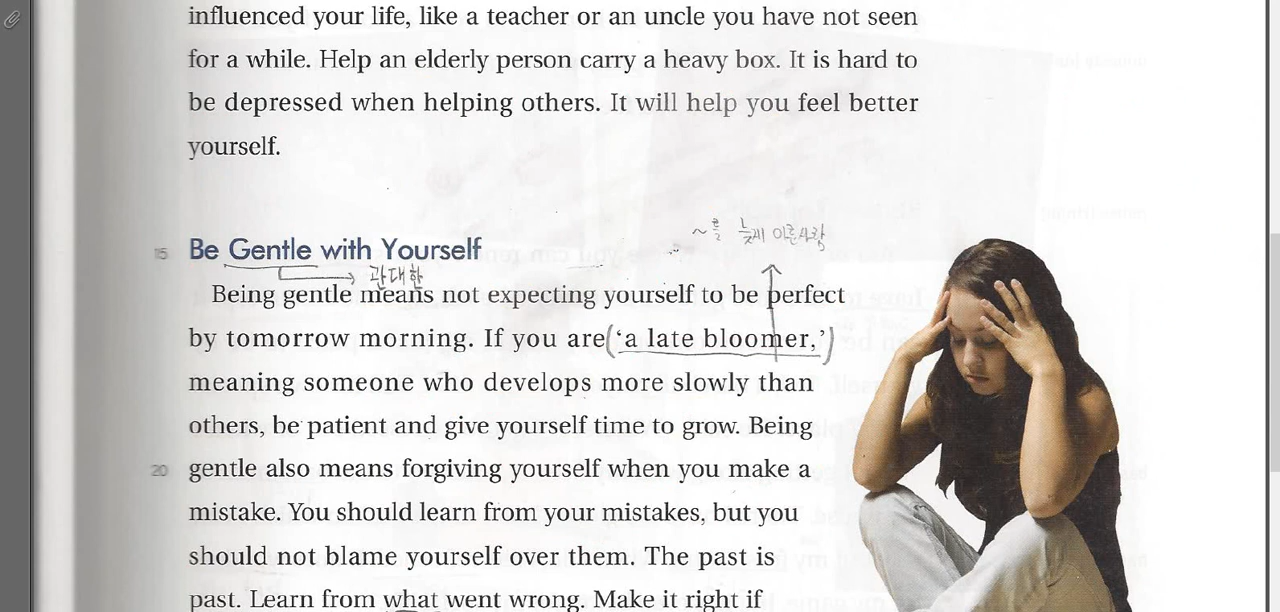 influenced your life, like a teacher or an uncle you have not seen
for a while. Help an elderly person carry a heavy box. It is hard to
be depressed when helping others. It will help you feel better
yourself.
~를 늦게 이룬사람
15 Be Gentle with Yourself
관대한
Being gentle means not expecting yourself to be perfect
by tomorrow morning. If you are ('a late bloomer,')
meaning someone who develops more slowly than
others, be patient and give yourself time to grow. Being
20 gentle also means forgiving yourself when you make a
mistake. You should learn from your mistakes, but you
should not blame yourself over them. The past is
past. Learn from what went wrong. Make it right if